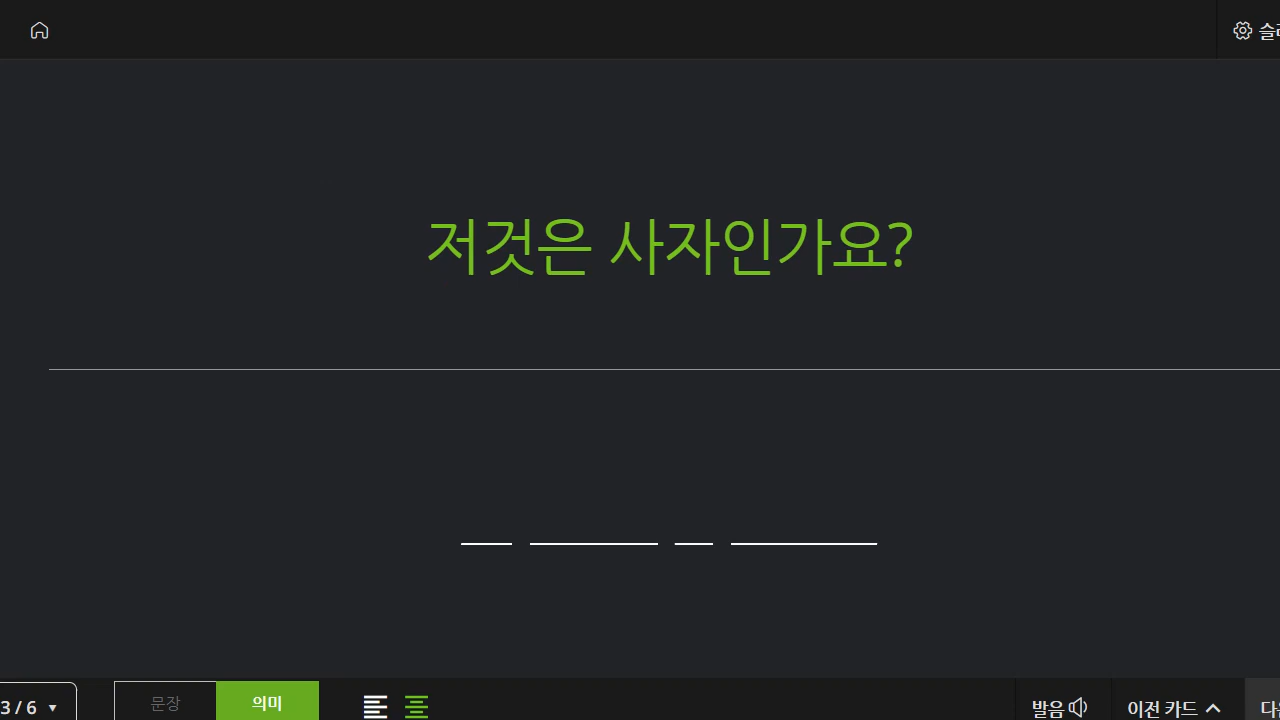 저것은 사자인가요?
3 / 6
문장
의미
발음
이전 카드